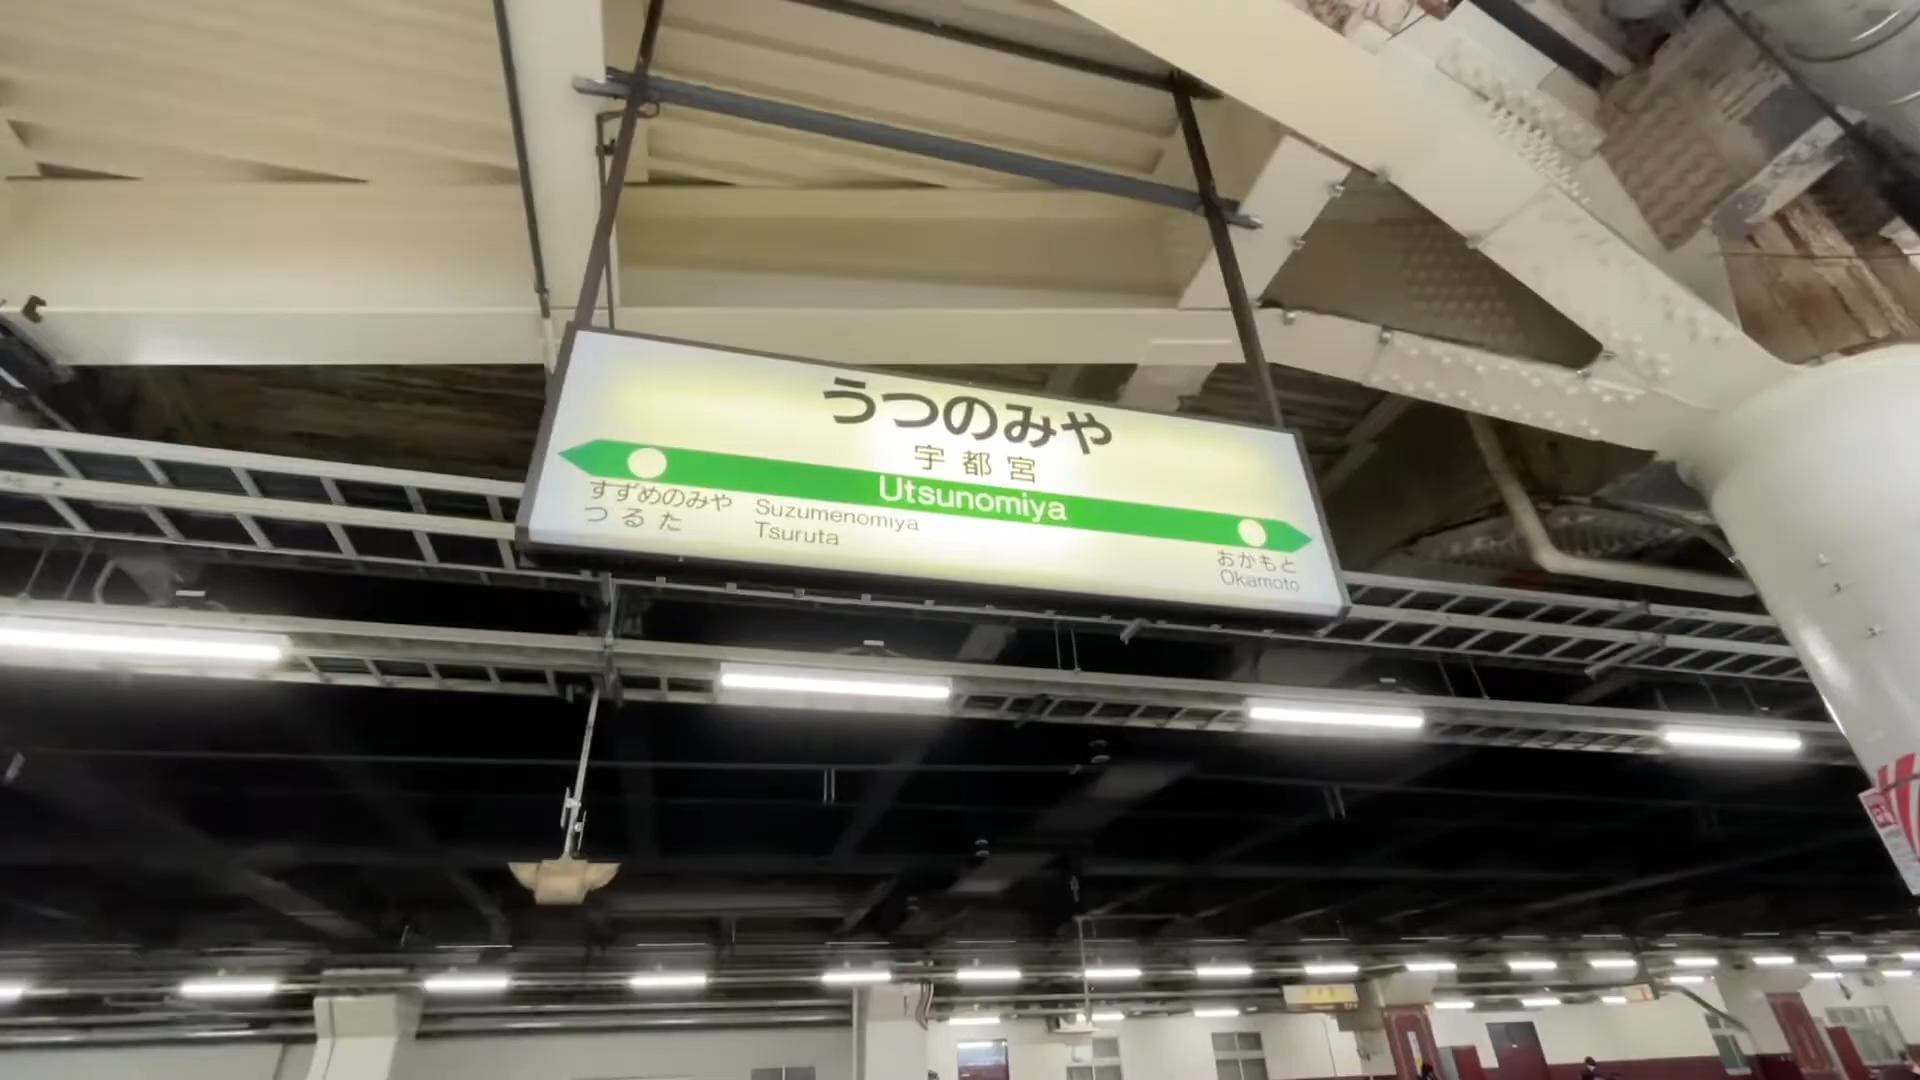 うつのみや
宇都宮
Utsunomiya
すずめのみや Suzumenomiya
つるた Tsuruta
おかもと
Okamoto